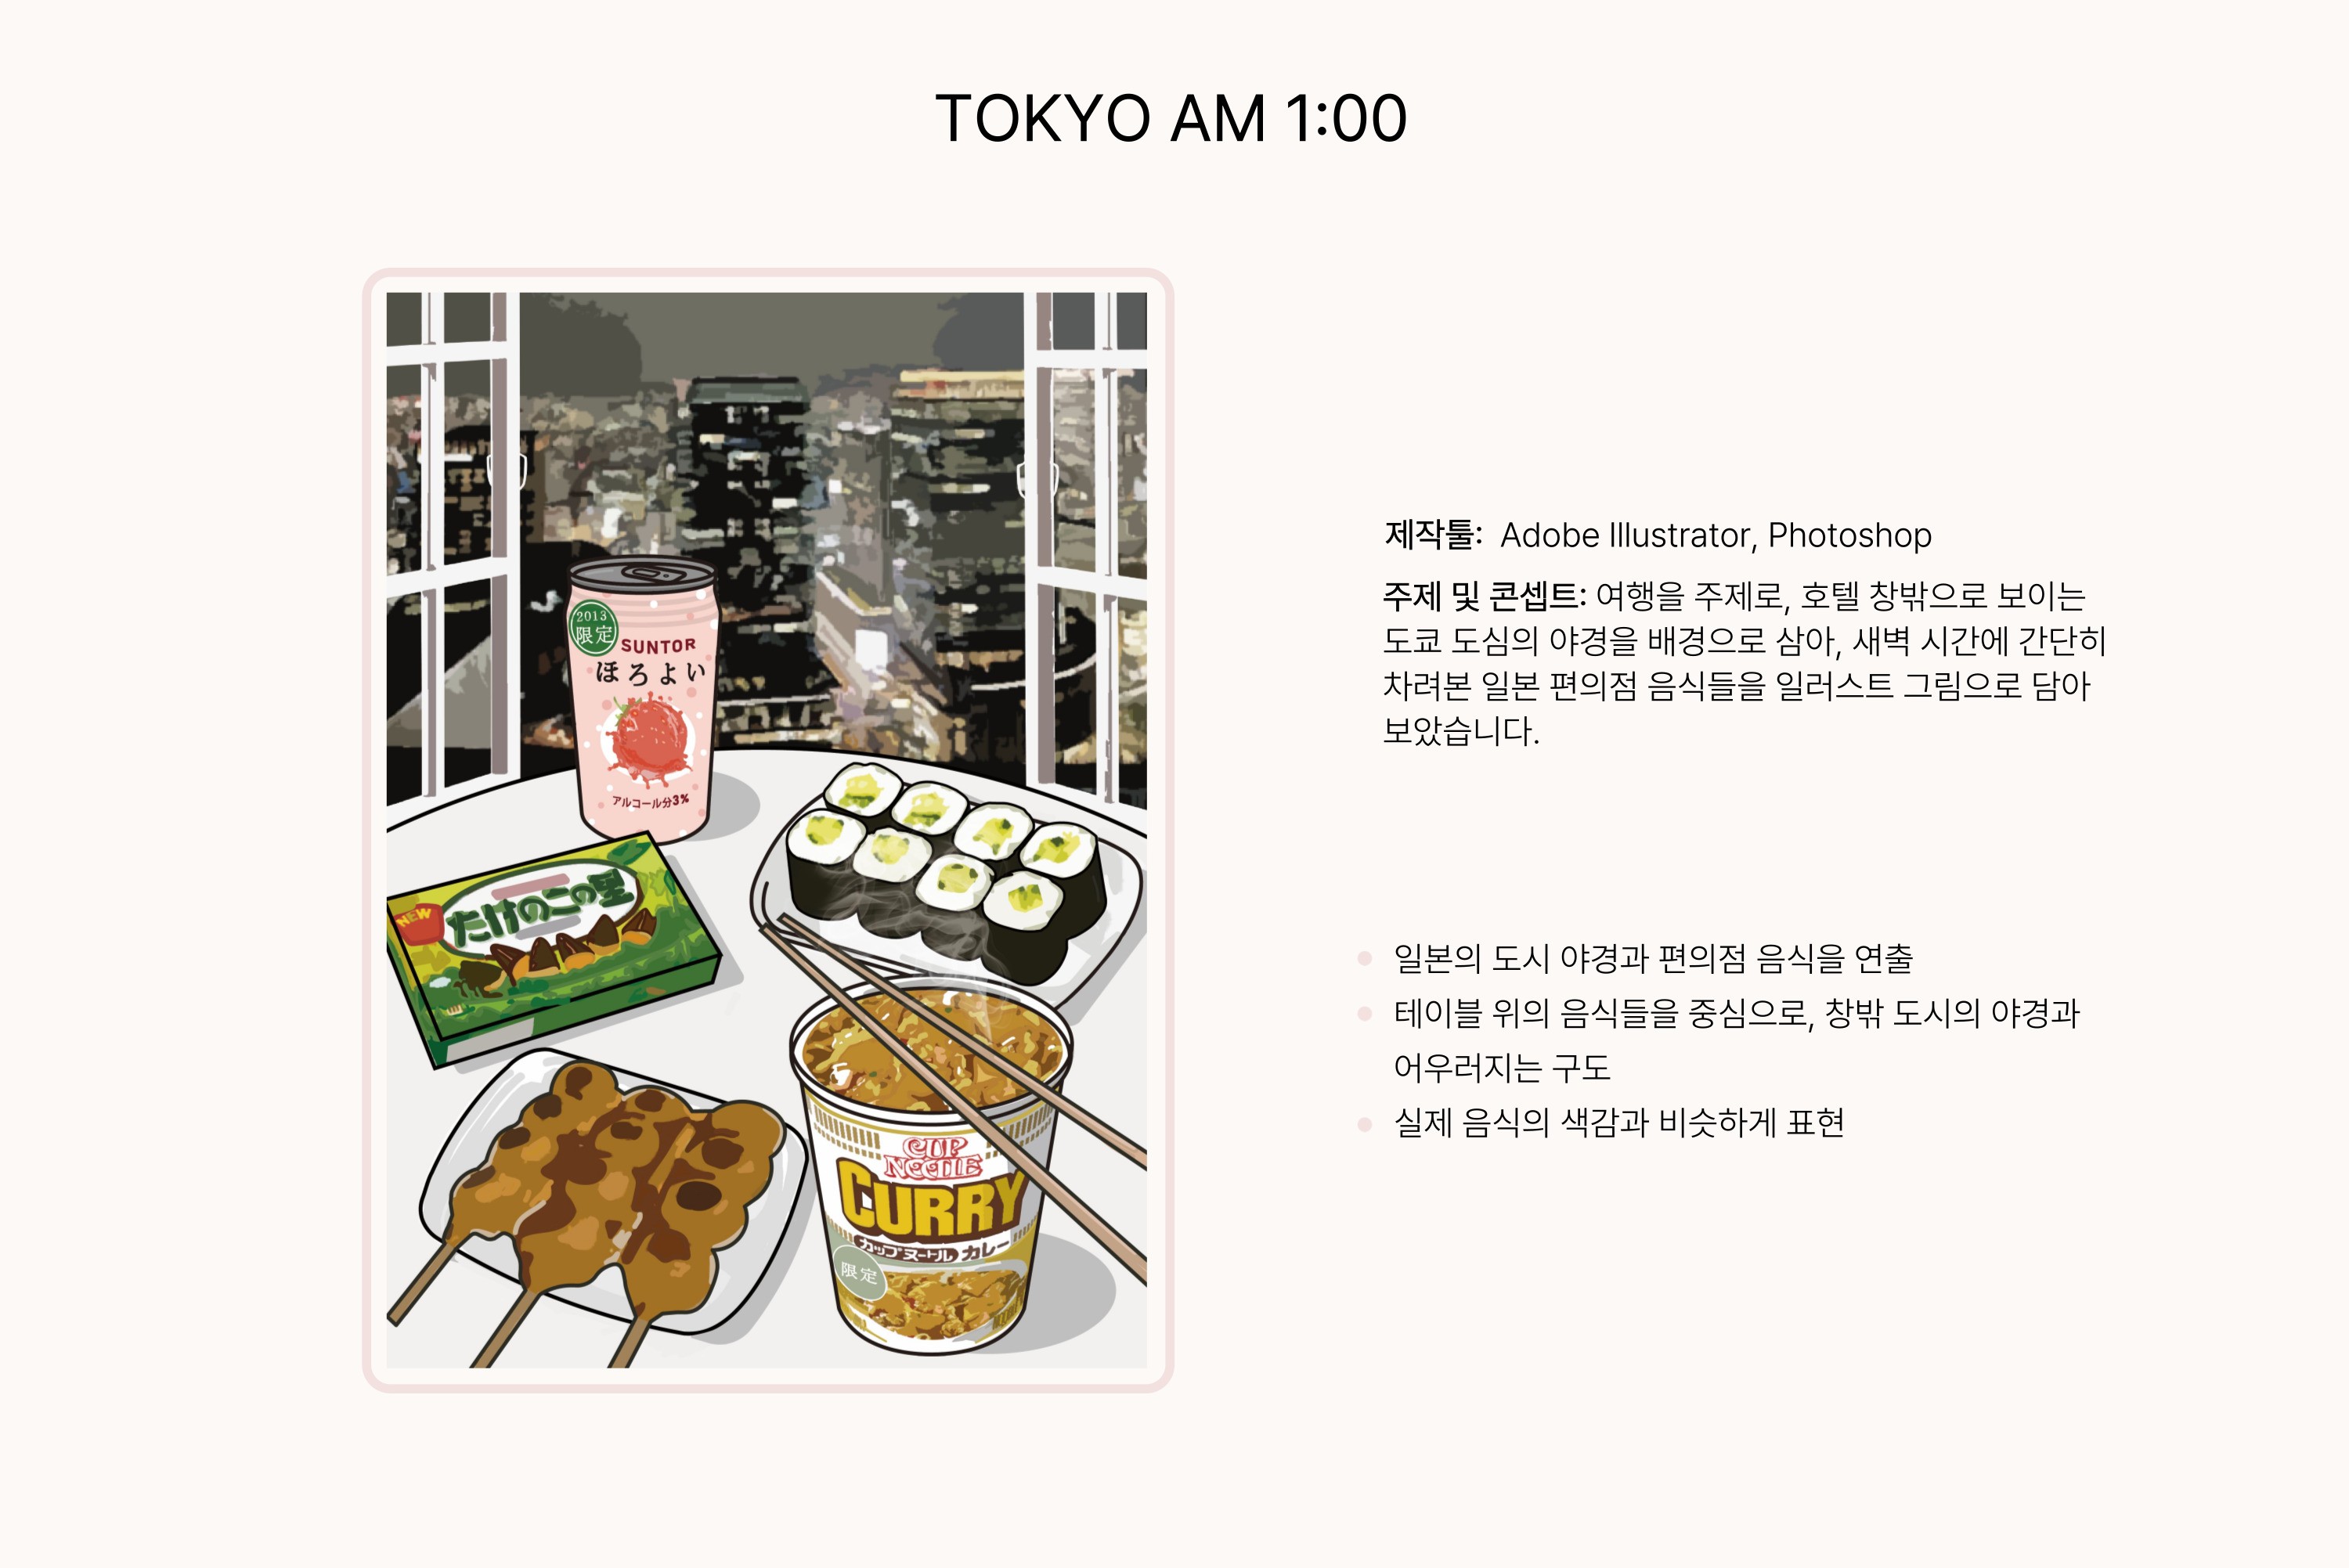 TOKYO AM 1:00
2013
限定
SUNTOR
ほろよい
アルコール分3%
NEW
たけのこの里
CUP
NOODLE
CURRY
カップヌードル カレー
限定
제작툴: Adobe Illustrator, Photoshop
주제 및 콘셉트: 여행을 주제로, 호텔 창밖으로 보이는
도쿄 도심의 야경을 배경으로 삼아, 새벽 시간에 간단히
차려본 일본 편의점 음식들을 일러스트 그림으로 담아
보았습니다.
일본의 도시 야경과 편의점 음식을 연출
테이블 위의 음식들을 중심으로, 창밖 도시의 야경과
어우러지는 구도
실제 음식의 색감과 비슷하게 표현